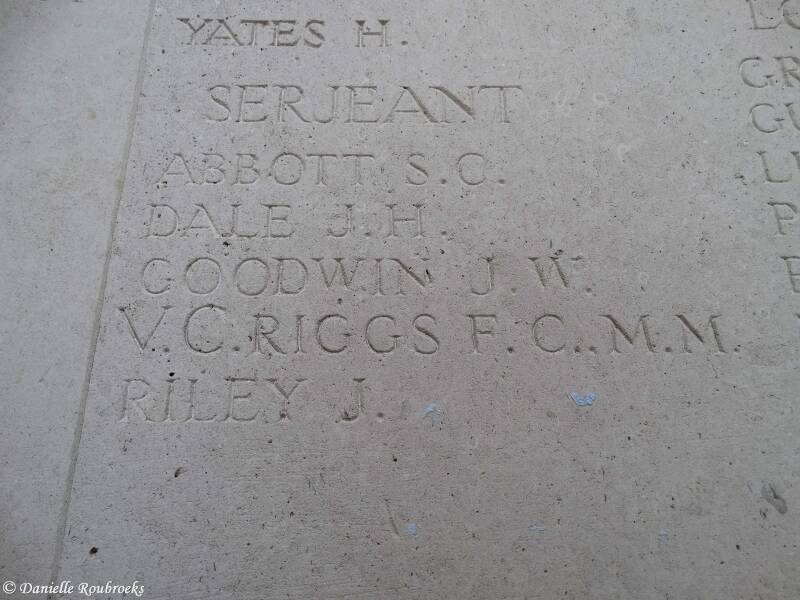 YATES H.
SERJEANT
ABBOTT S.C.
DALE J.H.
GOODWIN J.W.
V.C. RIGGS F.C., M.M.
RILEY J.
© Danielle Roubroeks